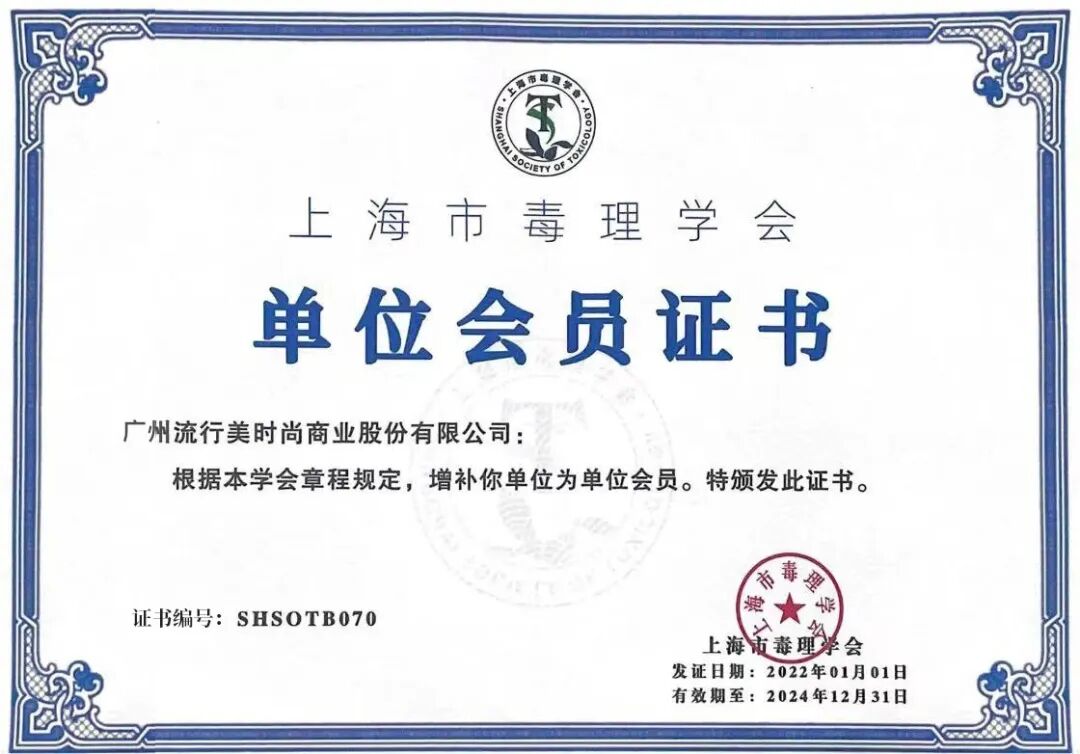 ·上海市毒理学会·
SHANGHAI SOCIETY OF TOXICOLOGY
上海市毒理学会
单位会员证书
广州流行美时尚商业股份有限公司：
根据本学会章程规定，增补你单位为单位会员。特颁发此证书。
证书编号：SHSOTB070
上海市毒理学会
上海市毒理学会
发证日期：2022年01月01日
有效期至：2024年12月31日